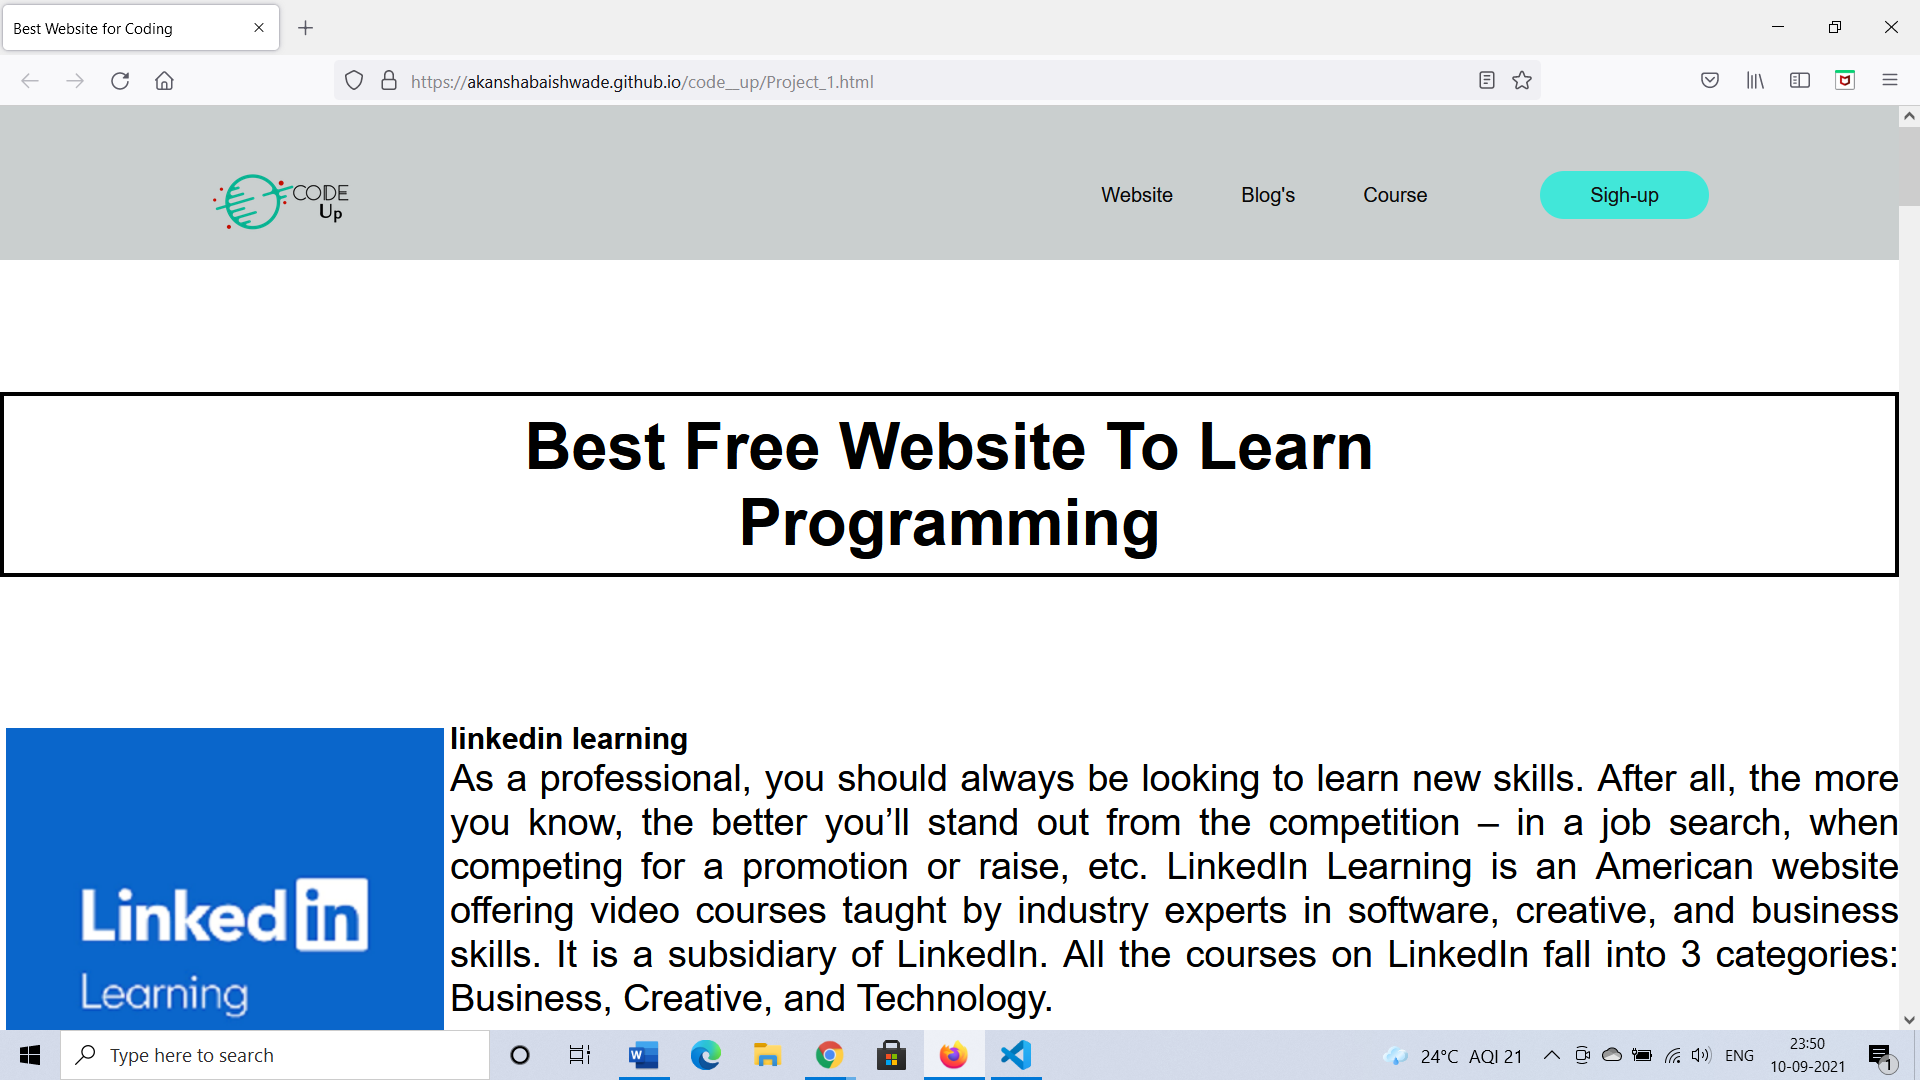 Best Website for Coding
https://akanshabaishwade.github.io/code__up/Project_1.html
CODE
Up
Website
Blog's
Course
Sigh-up
Best Free Website To Learn
Programming
Linked in
Learning
linkedin learning
As a professional, you should always be looking to learn new skills. After all, the more
you know, the better you’ll stand out from the competition – in a job search, when
competing for a promotion or raise, etc. LinkedIn Learning is an American website
offering video courses taught by industry experts in software, creative, and business
skills. It is a subsidiary of LinkedIn. All the courses on LinkedIn fall into 3 categories:
Business, Creative, and Technology.
Type here to search
W
24°C AQI 21
ENG
23:50
10-09-2021
1